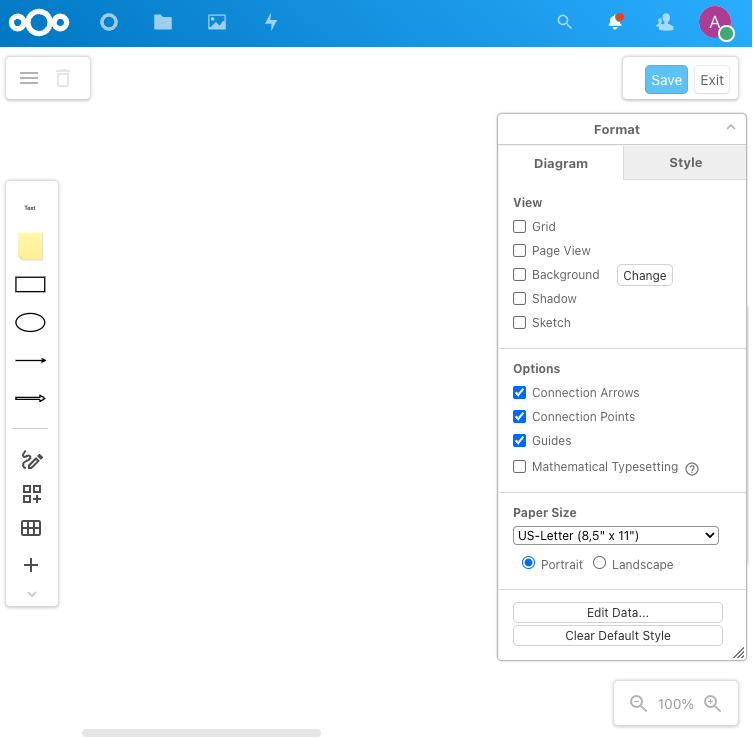 A
Save Exit
Format
Diagram Style
Text
View
Grid
Page View
Background Change
Shadow
Sketch
Options
Connection Arrows
Connection Points
Guides
Mathematical Typesetting ?
Paper Size
US-Letter (8,5" x 11")
Portrait Landscape
Edit Data...
Clear Default Style
100%